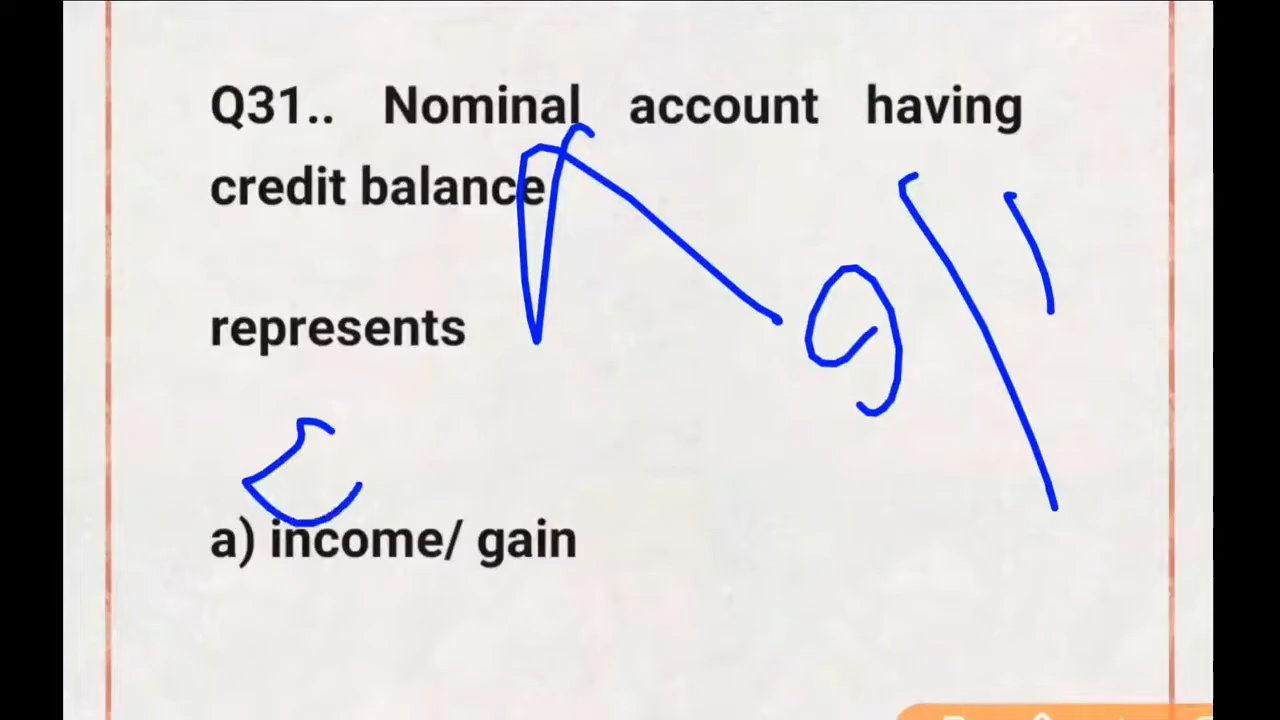 Q31.. Nominal account having
credit balance
represents
a) income/ gain